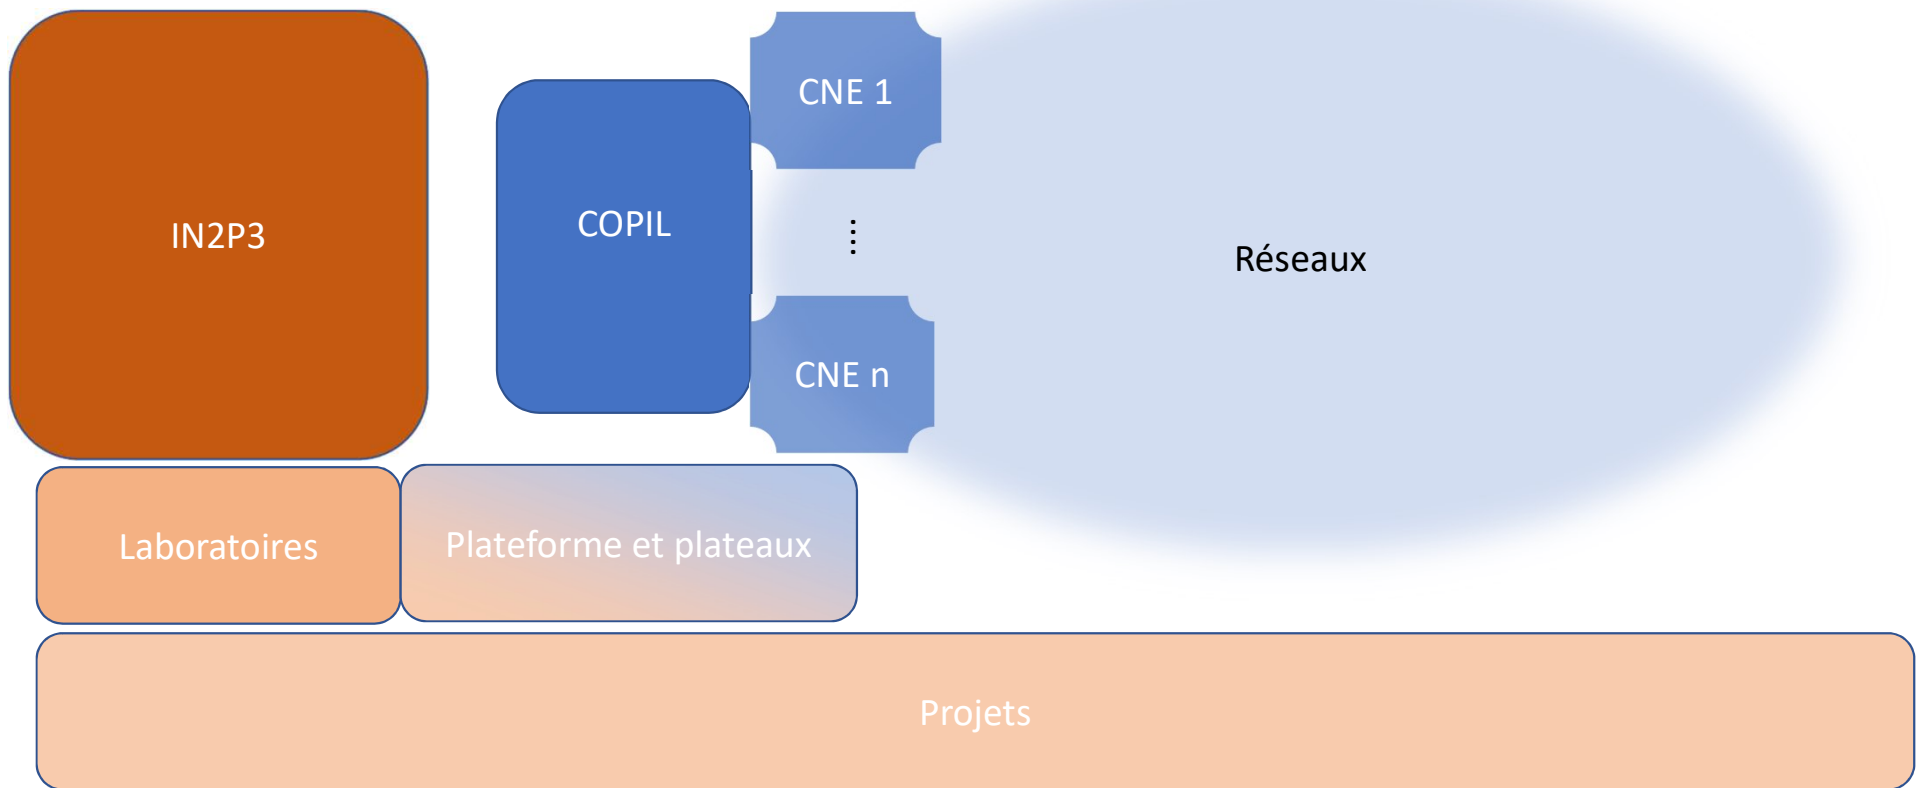 IN2P3
COPIL
CNE 1
....
CNE n
Réseaux
Laboratoires
Plateforme et plateaux
Projets